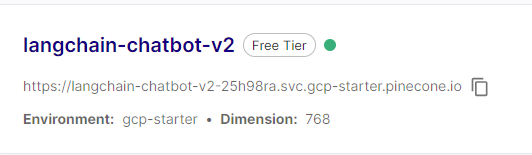 langchain-chatbot-v2 Free Tier
https://langchain-chatbot-v2-25h98ra.svc.gcp-starter.pinecone.io
Environment: gcp-starter • Dimension: 768